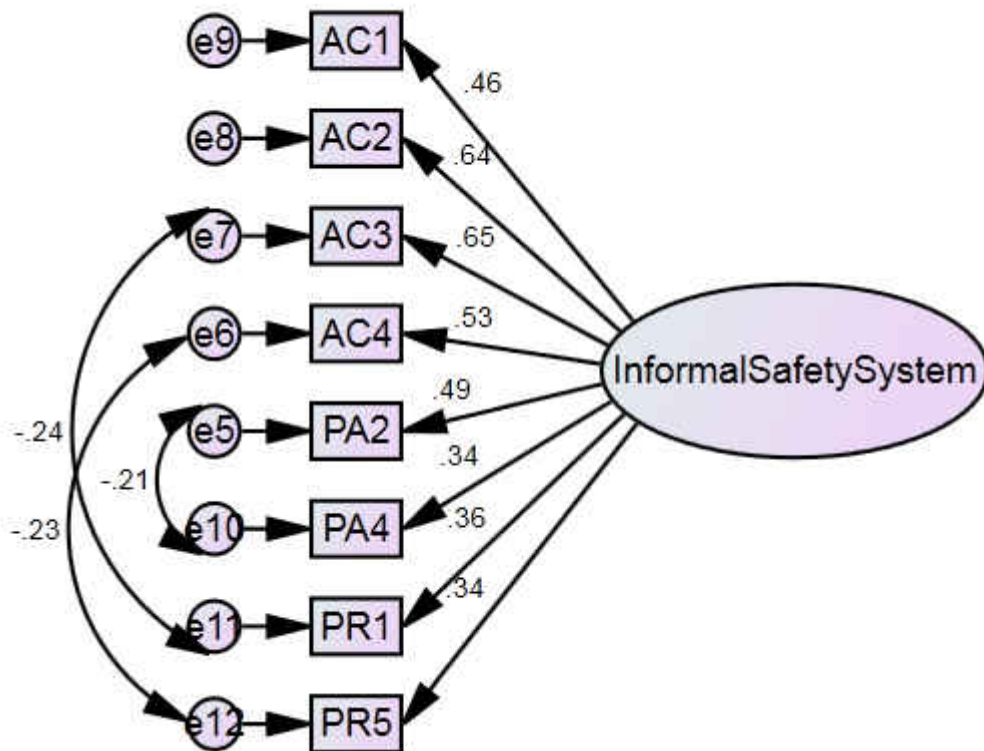 e9 AC1
.46
e8 AC2
.64
e7 AC3
.65
e6 AC4
.53
InformalSafetySystem
.49
e5 PA2
-.24
.34
-.21
e10 PA4
.36
-.23
.34
e11 PR1
e12 PR5